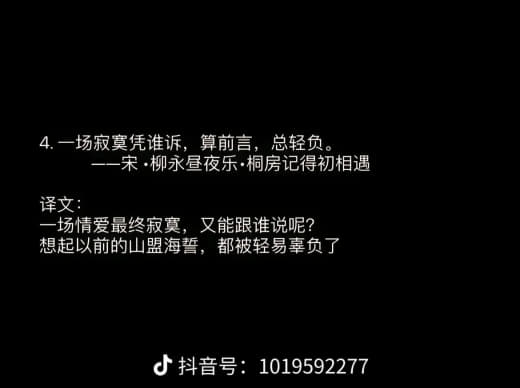 4. 一场寂寞凭谁诉，算前言，总轻负。
——宋 •柳永昼夜乐•桐房记得初相遇
译文：
一场情爱最终寂寞，又能跟谁说呢？
想起以前的山盟海誓，都被轻易辜负了
抖音号：1019592277